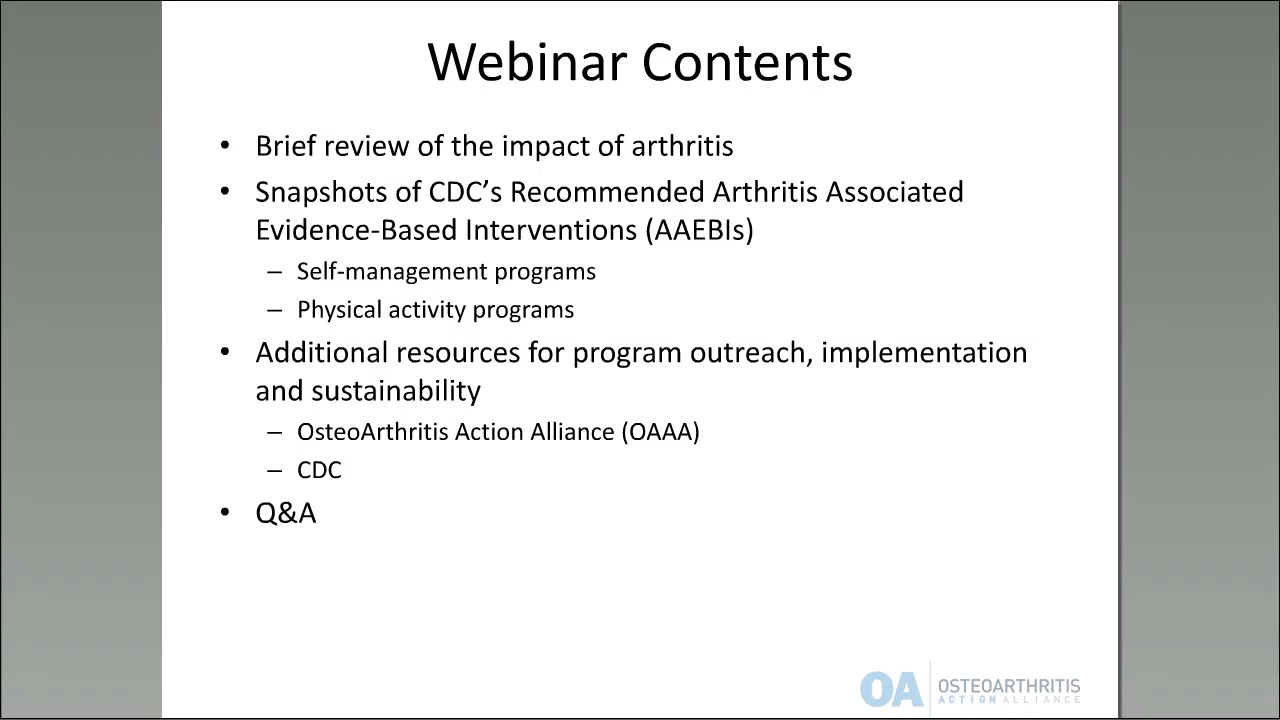 Webinar Contents
• Brief review of the impact of arthritis
• Snapshots of CDC’s Recommended Arthritis Associated
Evidence-Based Interventions (AAEBIs)
– Self-management programs
– Physical activity programs
• Additional resources for program outreach, implementation
and sustainability
– OsteoArthritis Action Alliance (OAAA)
– CDC
• Q&A
OA OSTEOARTHRITIS
ACTION ALLIANCE